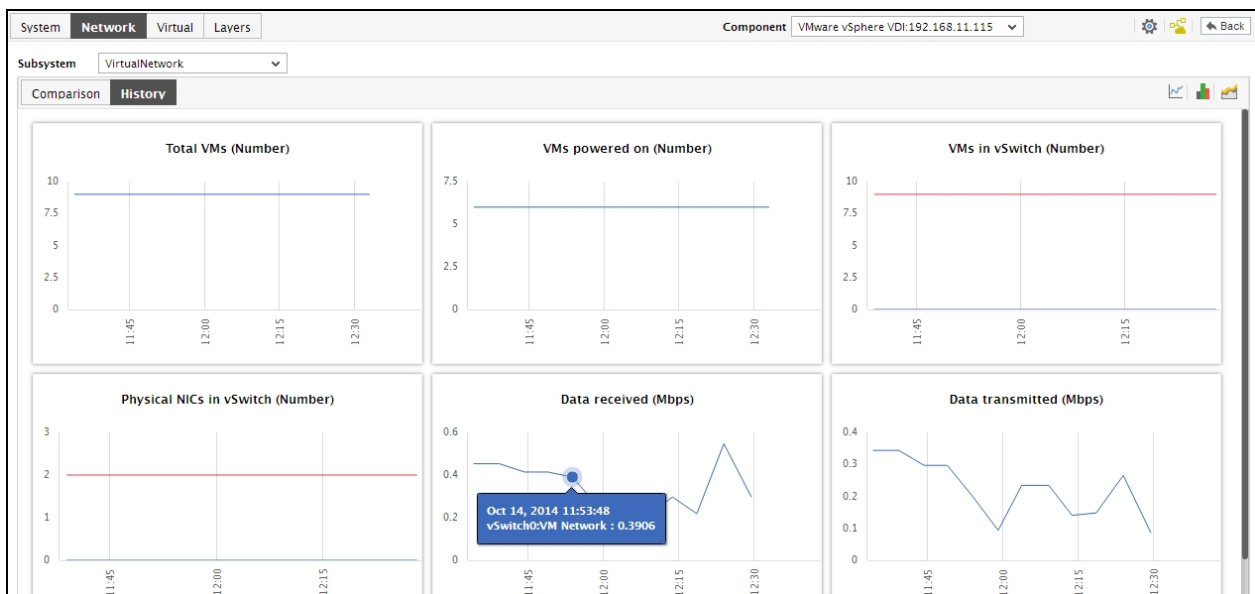 System Network Virtual Layers Component VMware vSphere VDI:192.168.11.115 Back
Subsystem VirtualNetwork
Comparison History
Total VMs (Number)
10
7.5
5
2.5
0
11:45 12:00 12:15 12:30
VMs powered on (Number)
7.5
5
2.5
0
11:45 12:00 12:15 12:30
VMs in vSwitch (Number)
10
7.5
5
2.5
0
11:45 12:00 12:15
Physical NICs in vSwitch (Number)
3
2
1
0
11:45 12:00 12:15
Data received (Mbps)
0.6
0.4
0.2
0
Oct 14, 2014 11:53:48
vSwitch0:VM Network : 0.3906
11:45 12:00 12:15 12:30
Data transmitted (Mbps)
0.4
0.3
0.2
0.1
0
11:45 12:00 12:15 12:30